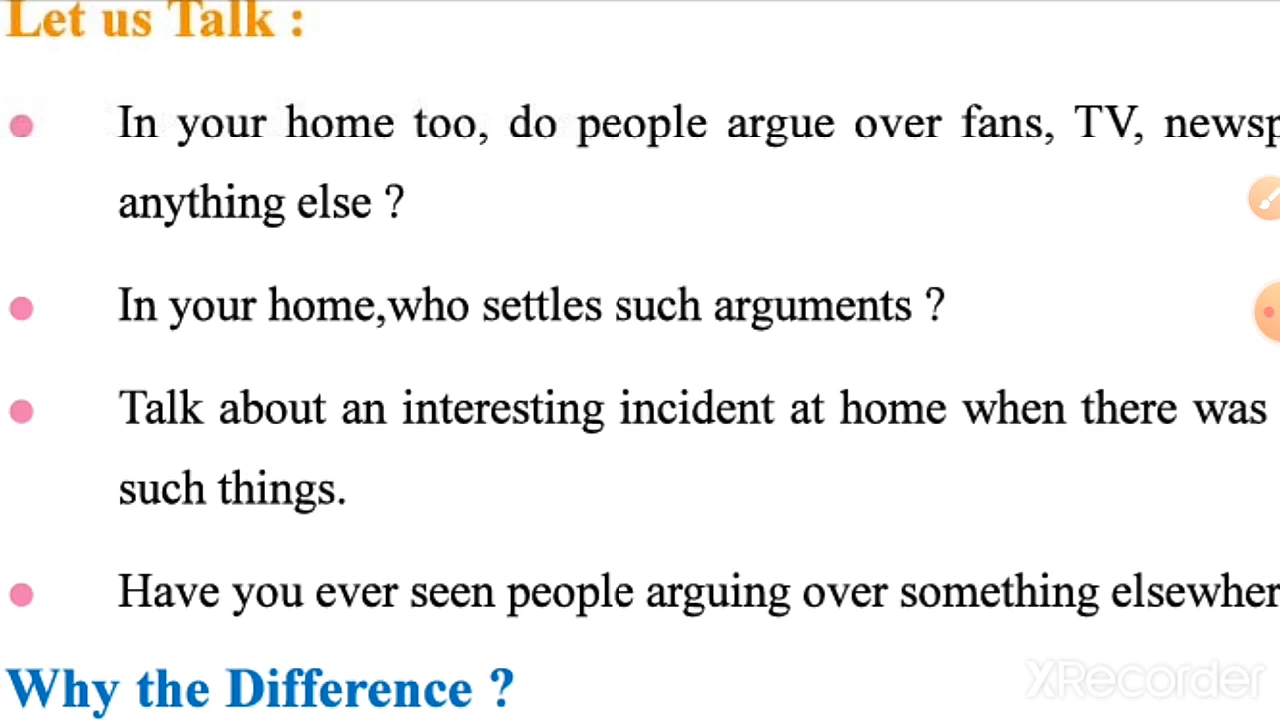 Let us Talk :
In your home too, do people argue over fans, TV,
anything else ?
In your home,who settles such arguments ?
Talk about an interesting incident at home when there was
such things.
Have you ever seen people arguing over something
Why the Difference ?
XRecorder